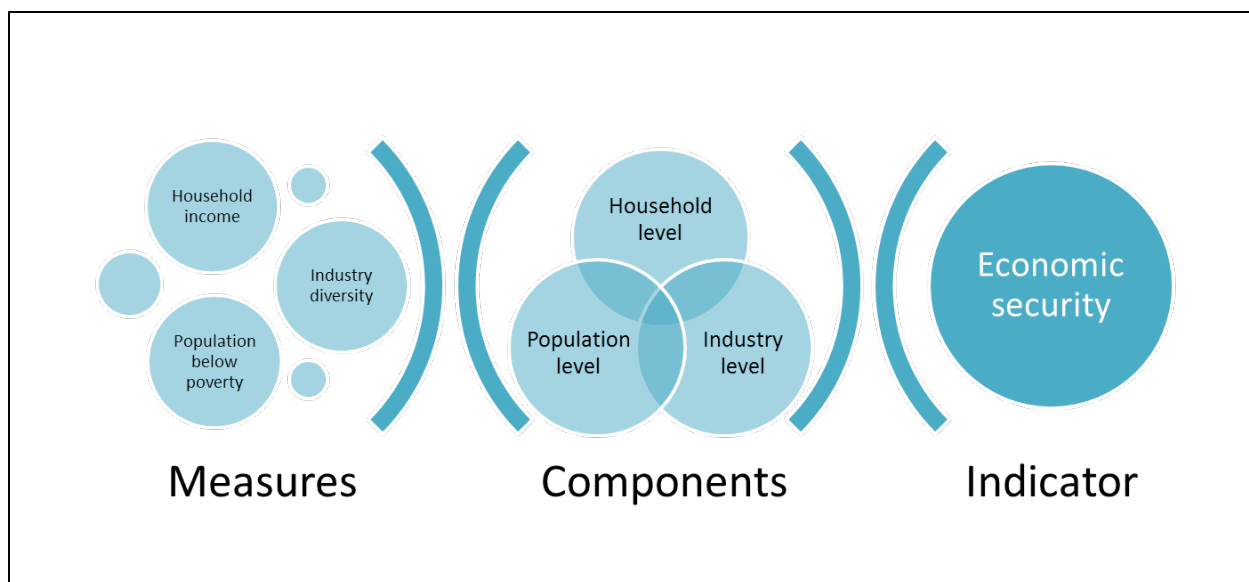 Household
income
Industry
diversity
Population
below
poverty
Measures
Household
level
Population
level
Industry
level
Components
Economic
security
Indicator